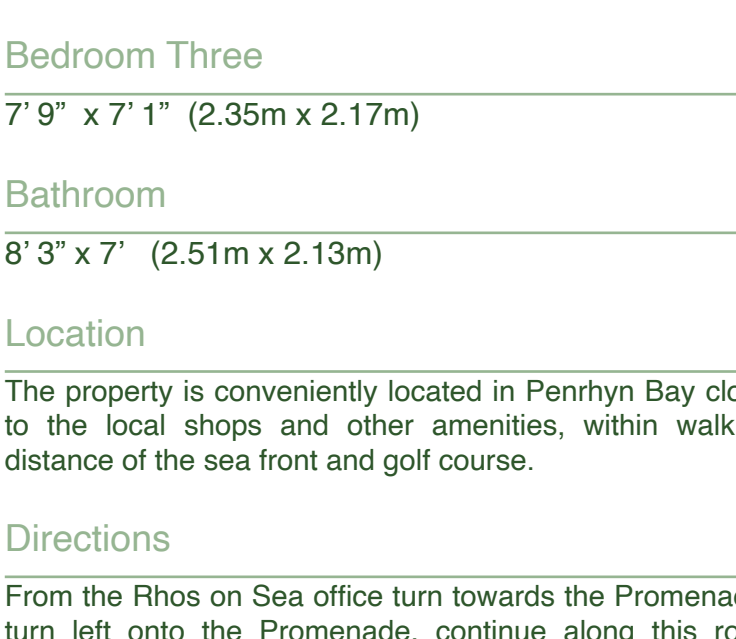 Bedroom Three
7’ 9”  x 7’ 1”  (2.35m x 2.17m)
Bathroom
8’ 3” x 7’   (2.51m x 2.13m)
Location
The property is conveniently located in Penrhyn Bay
to the local shops and other amenities, within
distance of the sea front and golf course.
Directions
From the Rhos on Sea office turn towards the
turn left onto the Promenade, continue along this